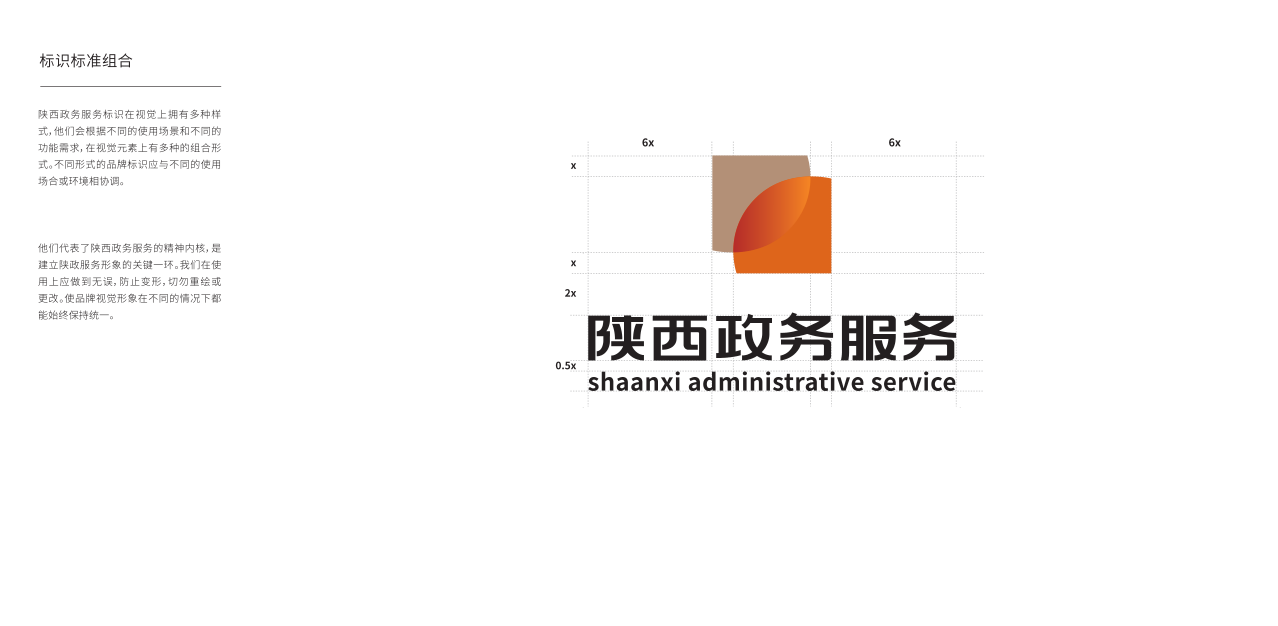 标识标准组合
陕西政务服务标识在视觉上拥有多种样
式，他们会根据不同的使用场景和不同的
功能需求，在视觉元素上有多种的组合形
式。不同形式的品牌标识应与不同的使用
场合或环境相协调。
他们代表了陕西政务服务的精神内核，是
建立陕政服务形象的关键一环。我们在使
用上应做到无误，防止变形，切勿重绘或
更改。使品牌视觉形象在不同的情况下都
能始终保持统一。
6x
6x
x
x
2x
陕西政务服务
0.5x
shaanxi administrative service